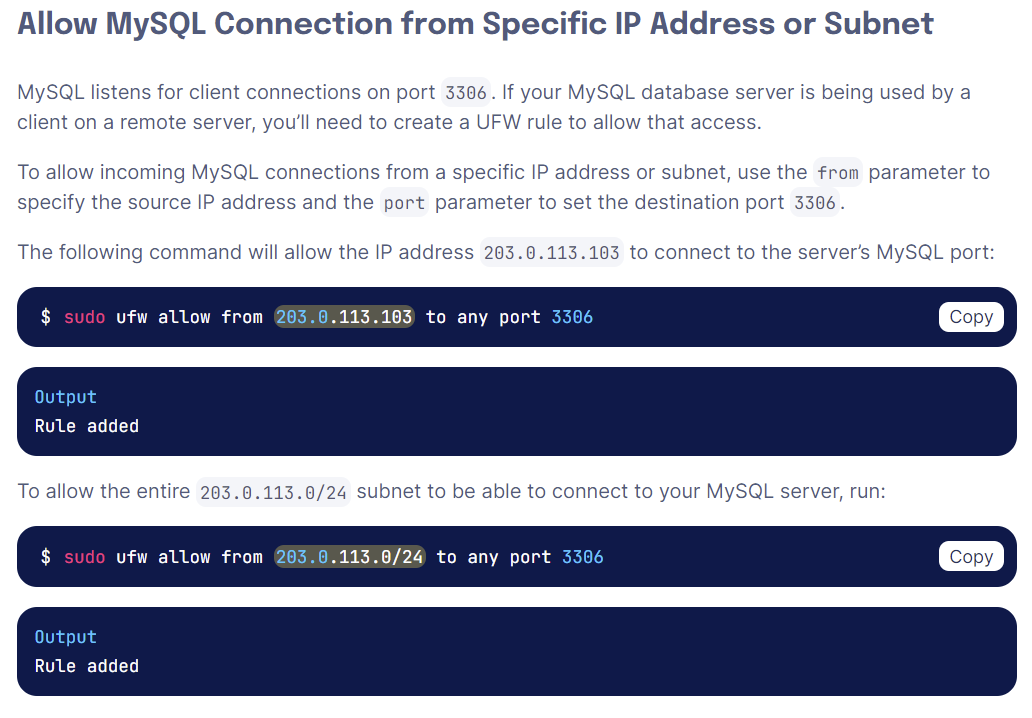 Allow MySQL Connection from Specific IP Address or Subnet
MySQL listens for client connections on port 3306. If your MySQL database server is being used by a
client on a remote server, you’ll need to create a UFW rule to allow that access.
To allow incoming MySQL connections from a specific IP address or subnet, use the from parameter to
specify the source IP address and the port parameter to set the destination port 3306.
The following command will allow the IP address 203.0.113.103 to connect to the server’s MySQL port:
$ sudo ufw allow from 203.0.113.103 to any port 3306 Copy
Output
Rule added
To allow the entire 203.0.113.0/24 subnet to be able to connect to your MySQL server, run:
$ sudo ufw allow from 203.0.113.0/24 to any port 3306 Copy
Output
Rule added